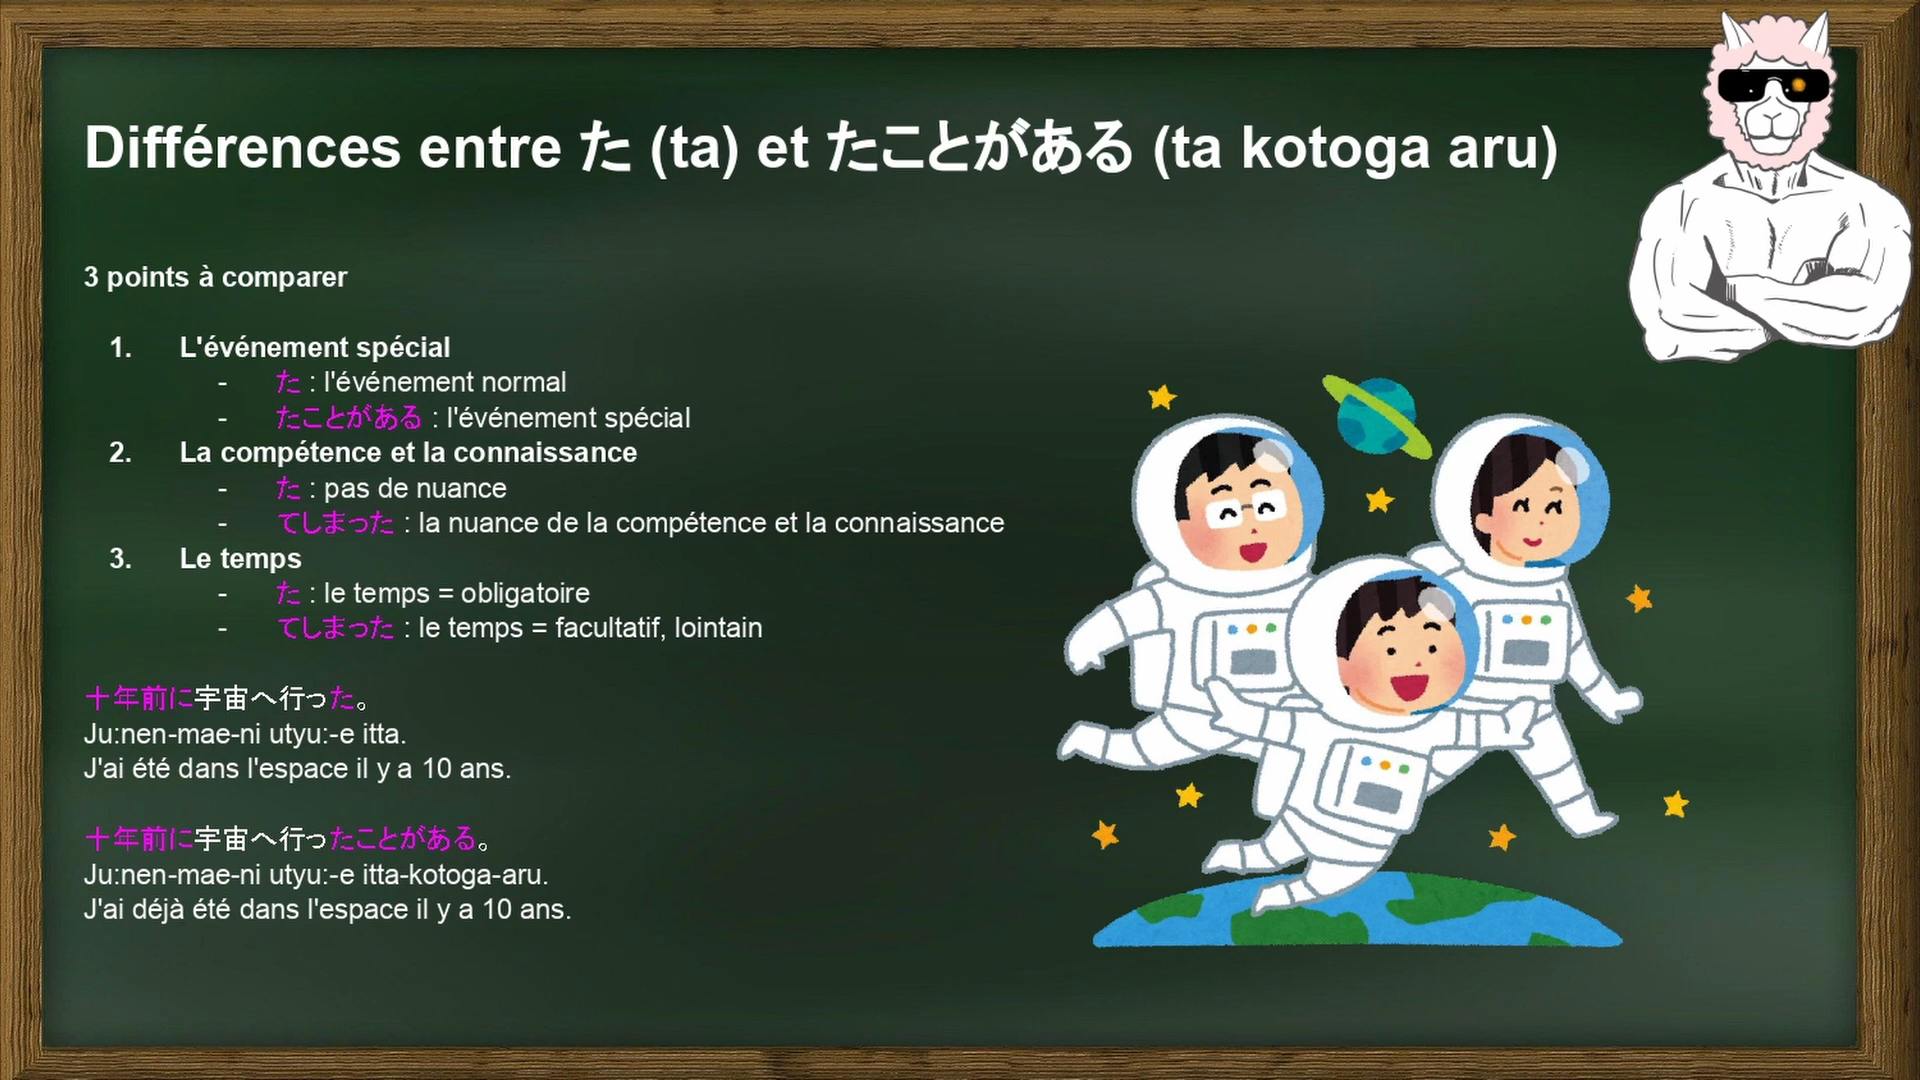 Différences entre た (ta) et たことがある (ta kotoga aru)
3 points à comparer
1. L'événement spécial
- た : l'événement normal
- たことがある : l'événement spécial
2. La compétence et la connaissance
- た : pas de nuance
- てしまった : la nuance de la compétence et la connaissance
3. Le temps
- た : le temps = obligatoire
- てしまった : le temps = facultatif, lointain
十年前に宇宙へ行った。
Ju:nen-mae-ni utyu:-e itta.
J'ai été dans l'espace il y a 10 ans.
十年前に宇宙へ行ったことがある。
Ju:nen-mae-ni utyu:-e itta-kotoga-aru.
J'ai déjà été dans l'espace il y a 10 ans.